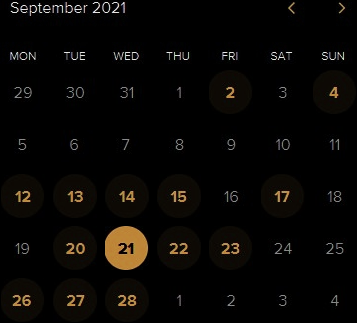 September 2021
MON TUE WED THU FRI SAT SUN
29 30 31 1 2 3 4
5 6 7 8 9 10 11
12 13 14 15 16 17 18
19 20 21 22 23 24 25
26 27 28 1 2 3 4